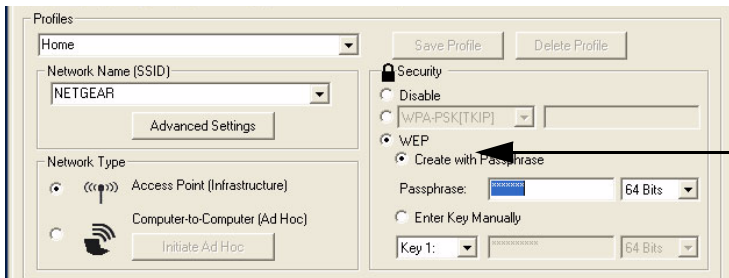 Profiles
Home
Save Profile
Delete Profile
Network Name (SSID)
NETGEAR
Advanced Settings
Network Type
Access Point (Infrastructure)
Computer-to-Computer (Ad Hoc)
Initiate Ad Hoc
Security
Disable
WPA-PSK[TKIP]
WEP
Create with Passphrase
Passphrase: ******* 64 Bits
Enter Key Manually
Key 1: ********** 64 Bits